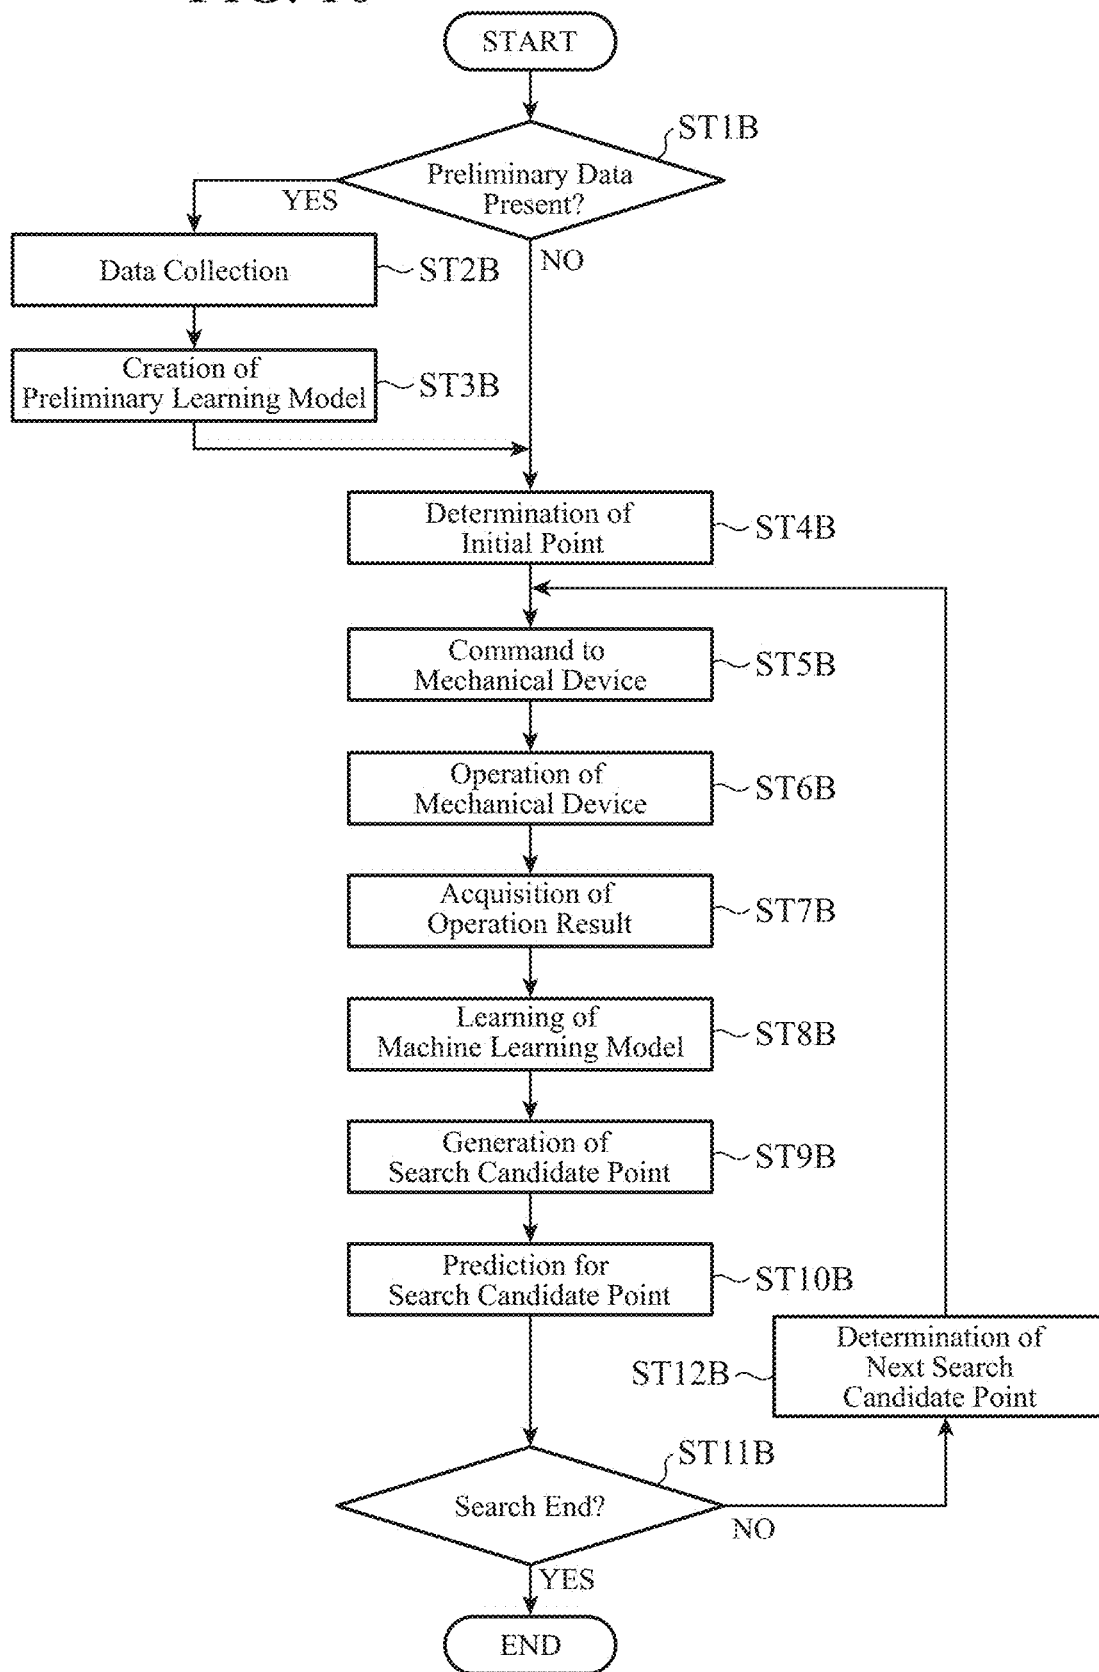 START
ST1B
Preliminary Data
Present?
YES
NO
Data Collection
ST2B
Creation of
Preliminary Learning Model
ST3B
Determination of
Initial Point
ST4B
Command to
Mechanical Device
ST5B
Operation of
Mechanical Device
ST6B
Acquisition of
Operation Result
ST7B
Learning of
Machine Learning Model
ST8B
Generation of
Search Candidate Point
ST9B
Prediction for
Search Candidate Point
ST10B
Determination of
Next Search
Candidate Point
ST12B
ST11B
Search End?
NO
YES
END